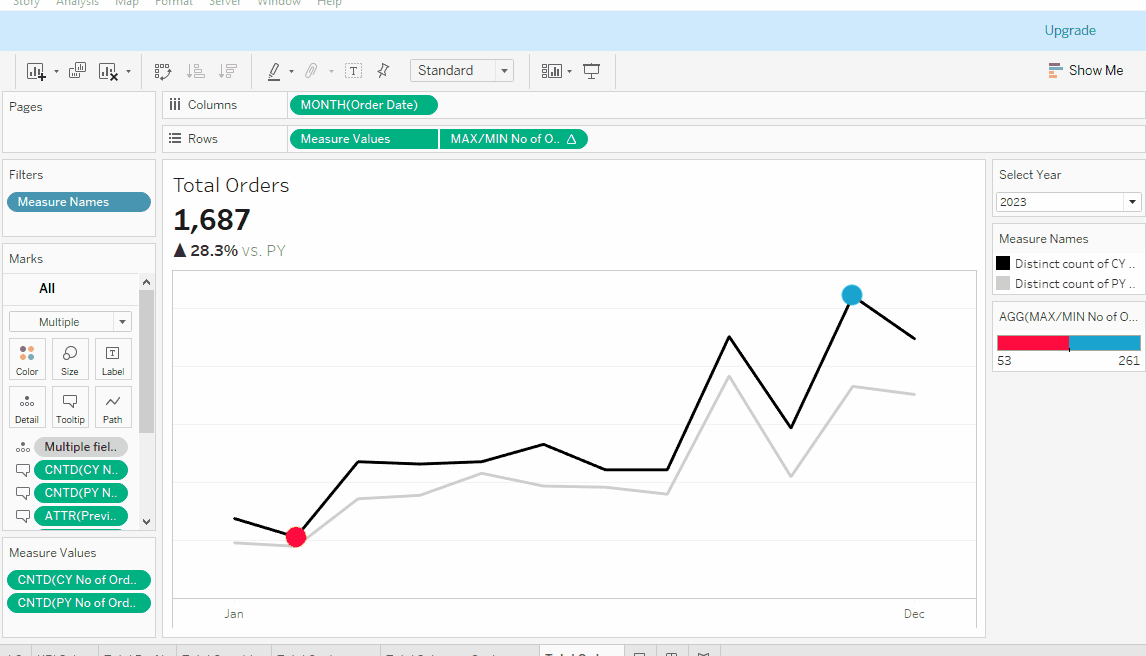 Story Analysis Map Format Server Window Help
Upgrade
Standard
Show Me
Pages
Columns
MONTH(Order Date)
Rows
Measure Values
MAX/MIN No of O.. Δ
Filters
Measure Names
Marks
All
Multiple
Color Size Label
Detail Tooltip Path
Multiple fiel..
CNTD(CY N..
CNTD(PY N..
ATTR(Previ..
Measure Values
CNTD(CY No of Ord..
CNTD(PY No of Ord..
Total Orders
1,687
▲ 28.3% vs. PY
Jan Dec
Select Year
2023
Measure Names
Distinct count of CY ..
Distinct count of PY ..
AGG(MAX/MIN No of O...
53 261